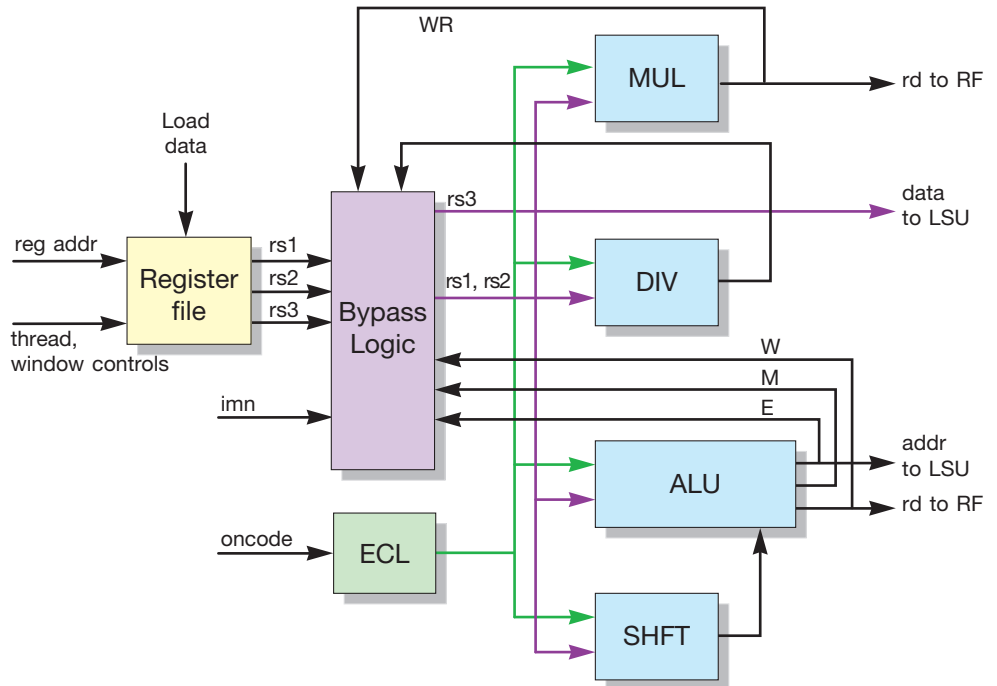 WR
MUL
rd to RF
Load
data
rs3
data
to LSU
reg addr
Register
file
rs1
rs2
rs3
Bypass
Logic
rs1, rs2
DIV
thread,
window controls
W
M
E
imn
ALU
addr
to LSU
rd to RF
oncode
ECL
SHFT